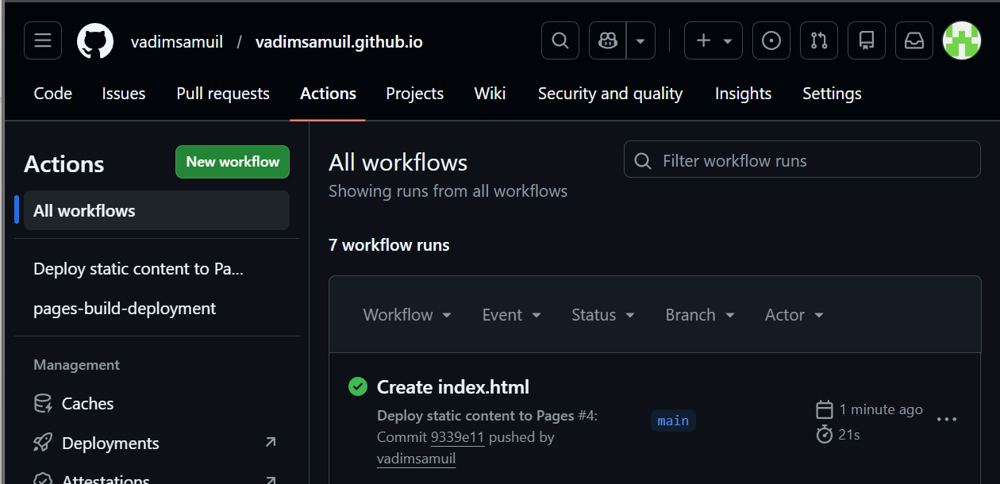 vadimsamuil / vadimsamuil.github.io
Code Issues Pull requests Actions Projects Wiki Security and quality Insights Settings
Actions
New workflow
All workflows
Deploy static content to Pa...
pages-build-deployment
Management
Caches
Deployments
Attestations
All workflows
Showing runs from all workflows
Filter workflow runs
7 workflow runs
Workflow Event Status Branch Actor
Create index.html
Deploy static content to Pages #4:
Commit 9339e11 pushed by
vadimsamuil
main
1 minute ago
21s